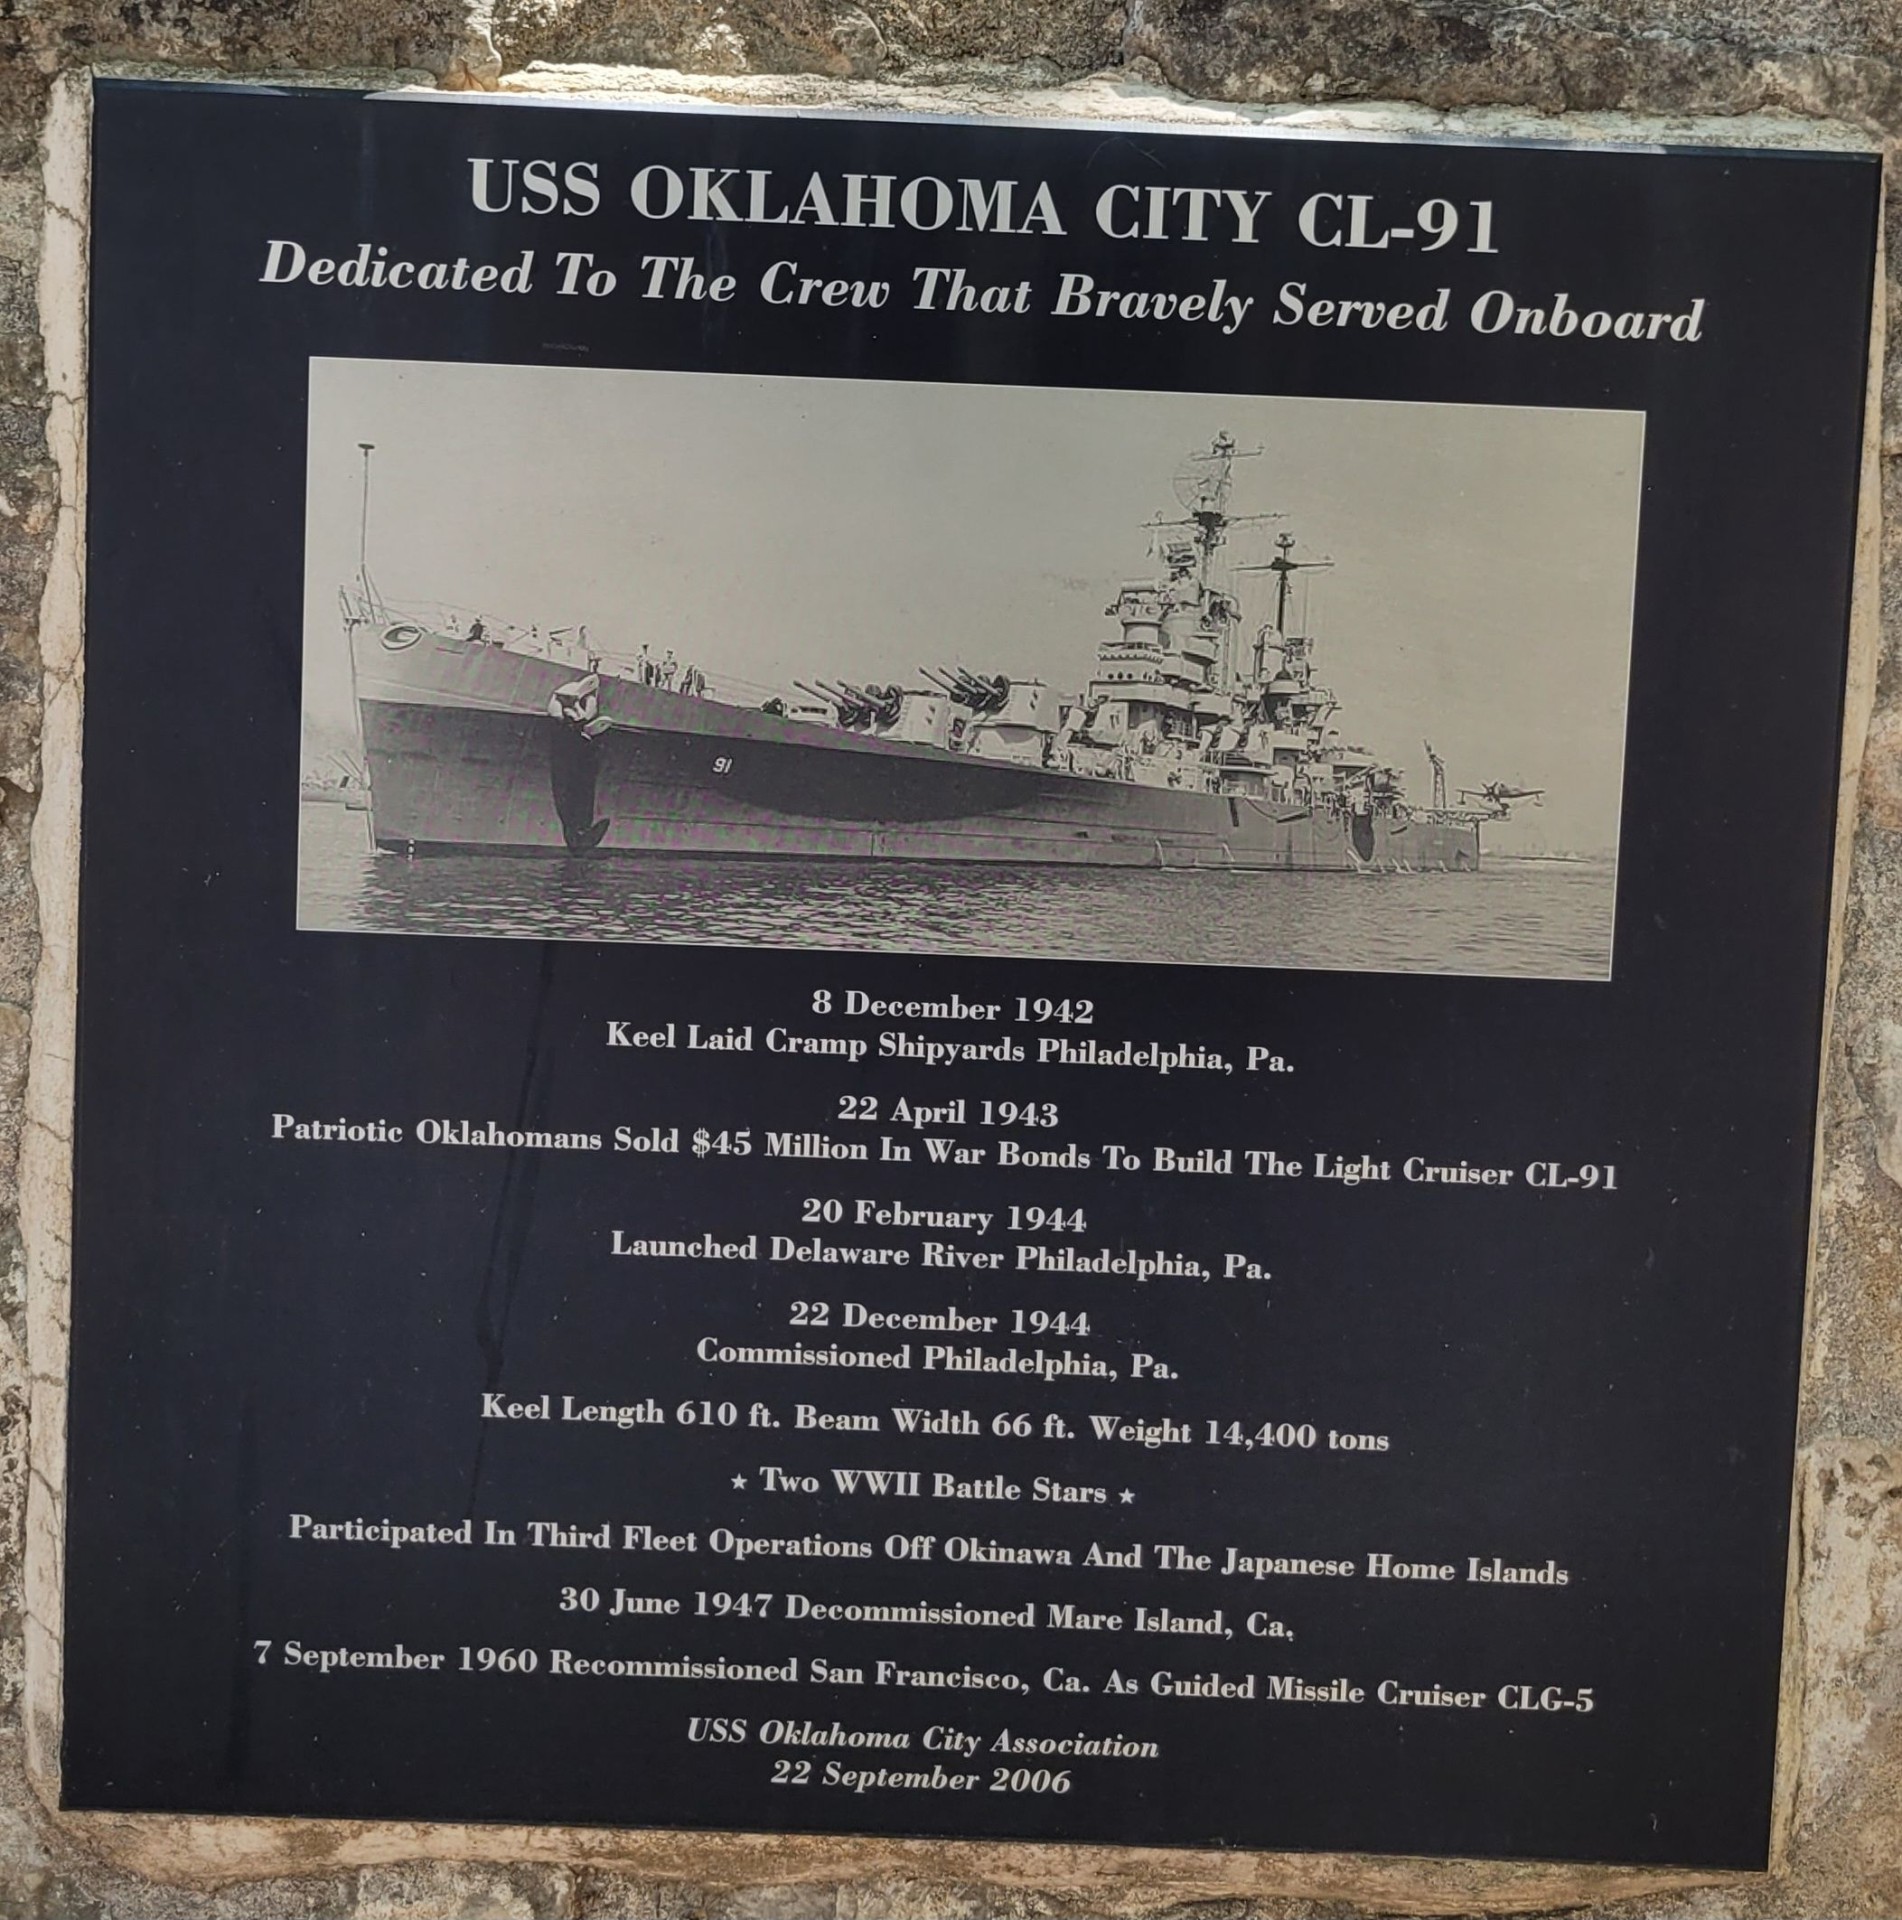 USS OKLAHOMA CITY CL-91
Dedicated To The Crew That Bravely Served Onboard
91
8 December 1942
Keel Laid Cramp Shipyards Philadelphia, Pa.
22 April 1943
Patriotic Oklahomans Sold $45 Million In War Bonds To Build The Light Cruiser CL-91
20 February 1944
Launched Delaware River Philadelphia, Pa.
22 December 1944
Commissioned Philadelphia, Pa.
Keel Length 610 ft. Beam Width 66 ft. Weight 14,400 tons
★ Two WWII Battle Stars ★
Participated In Third Fleet Operations Off Okinawa And The Japanese Home Islands
30 June 1947 Decommissioned Mare Island, Ca.
7 September 1960 Recommissioned San Francisco, Ca. As Guided Missile Cruiser CLG-5
USS Oklahoma City Association
22 September 2006